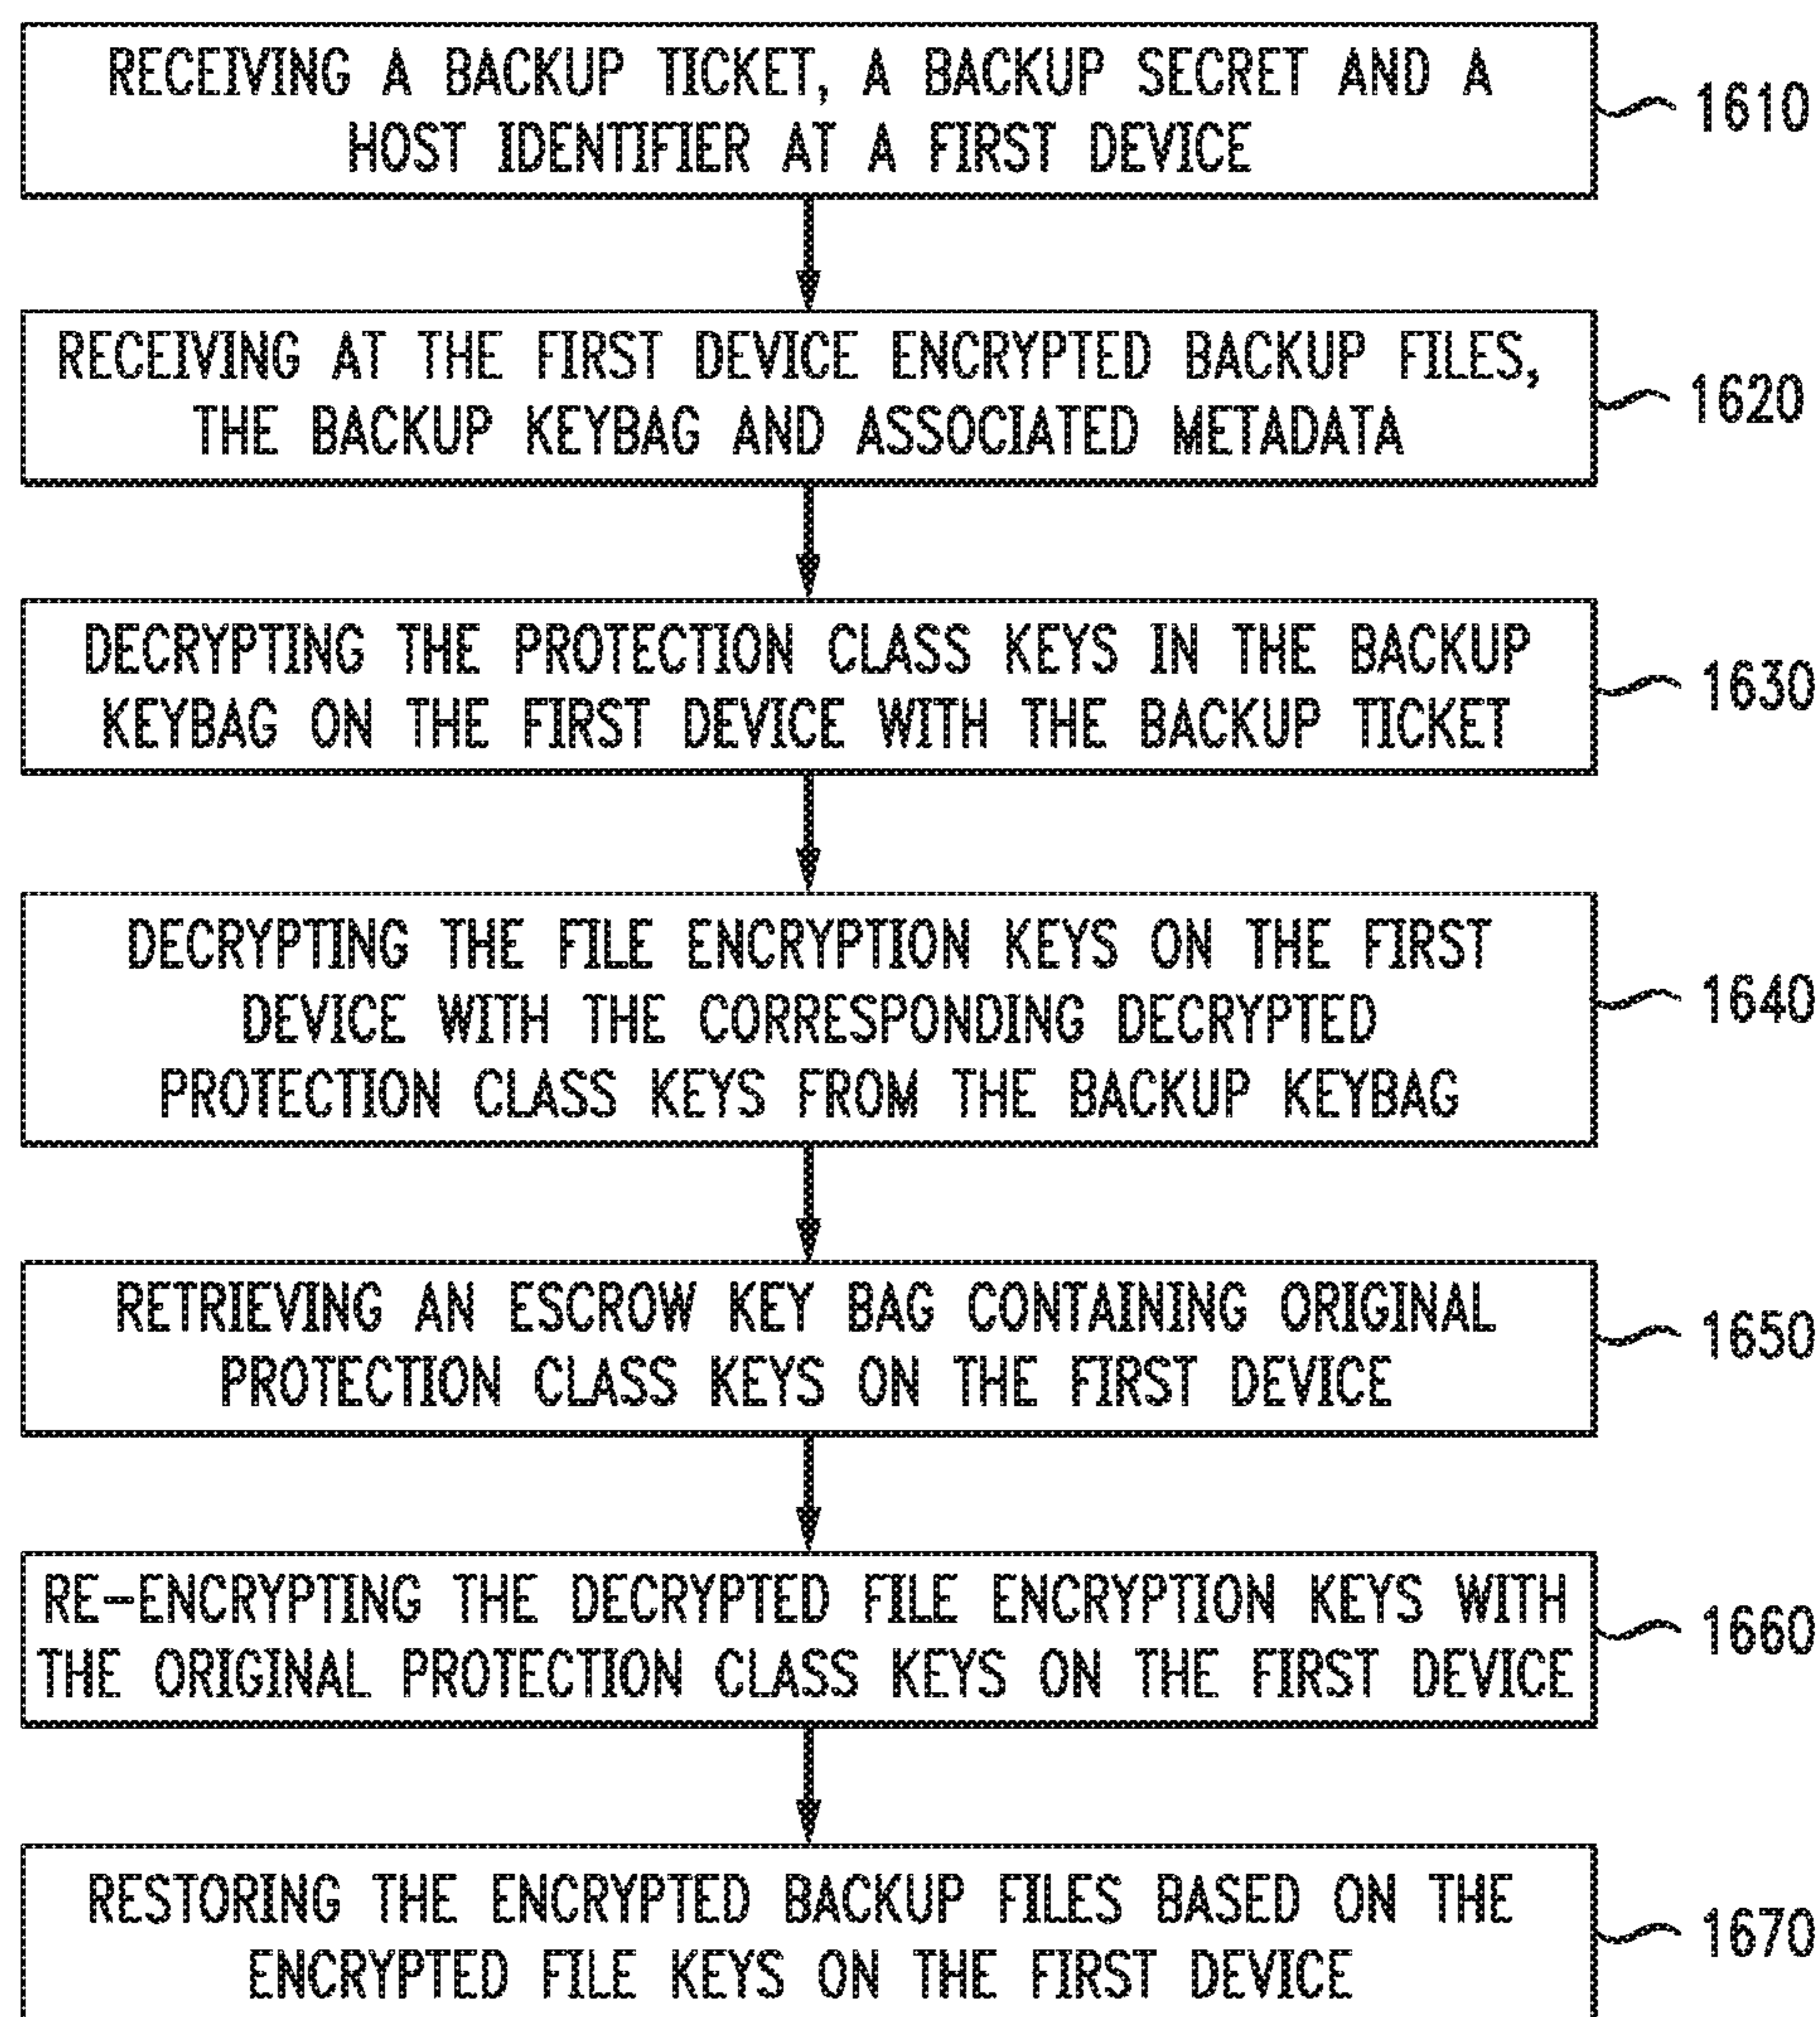 RECEIVING A BACKUP TICKET, A BACKUP SECRET AND A
HOST IDENTIFIER AT A FIRST DEVICE
1610
RECEIVING AT THE FIRST DEVICE ENCRYPTED BACKUP FILES,
THE BACKUP KEYBAG AND ASSOCIATED METADATA
1620
DECRYPTING THE PROTECTION CLASS KEYS IN THE BACKUP
KEYBAG ON THE FIRST DEVICE WITH THE BACKUP TICKET
1630
DECRYPTING THE FILE ENCRYPTION KEYS ON THE FIRST
DEVICE WITH THE CORRESPONDING DECRYPTED
PROTECTION CLASS KEYS FROM THE BACKUP KEYBAG
1640
RETRIEVING AN ESCROW KEY BAG CONTAINING ORIGINAL
PROTECTION CLASS KEYS ON THE FIRST DEVICE
1650
RE-ENCRYPTING THE DECRYPTED FILE ENCRYPTION KEYS WITH
THE ORIGINAL PROTECTION CLASS KEYS ON THE FIRST DEVICE
1660
RESTORING THE ENCRYPTED BACKUP FILES BASED ON THE
ENCRYPTED FILE KEYS ON THE FIRST DEVICE
1670